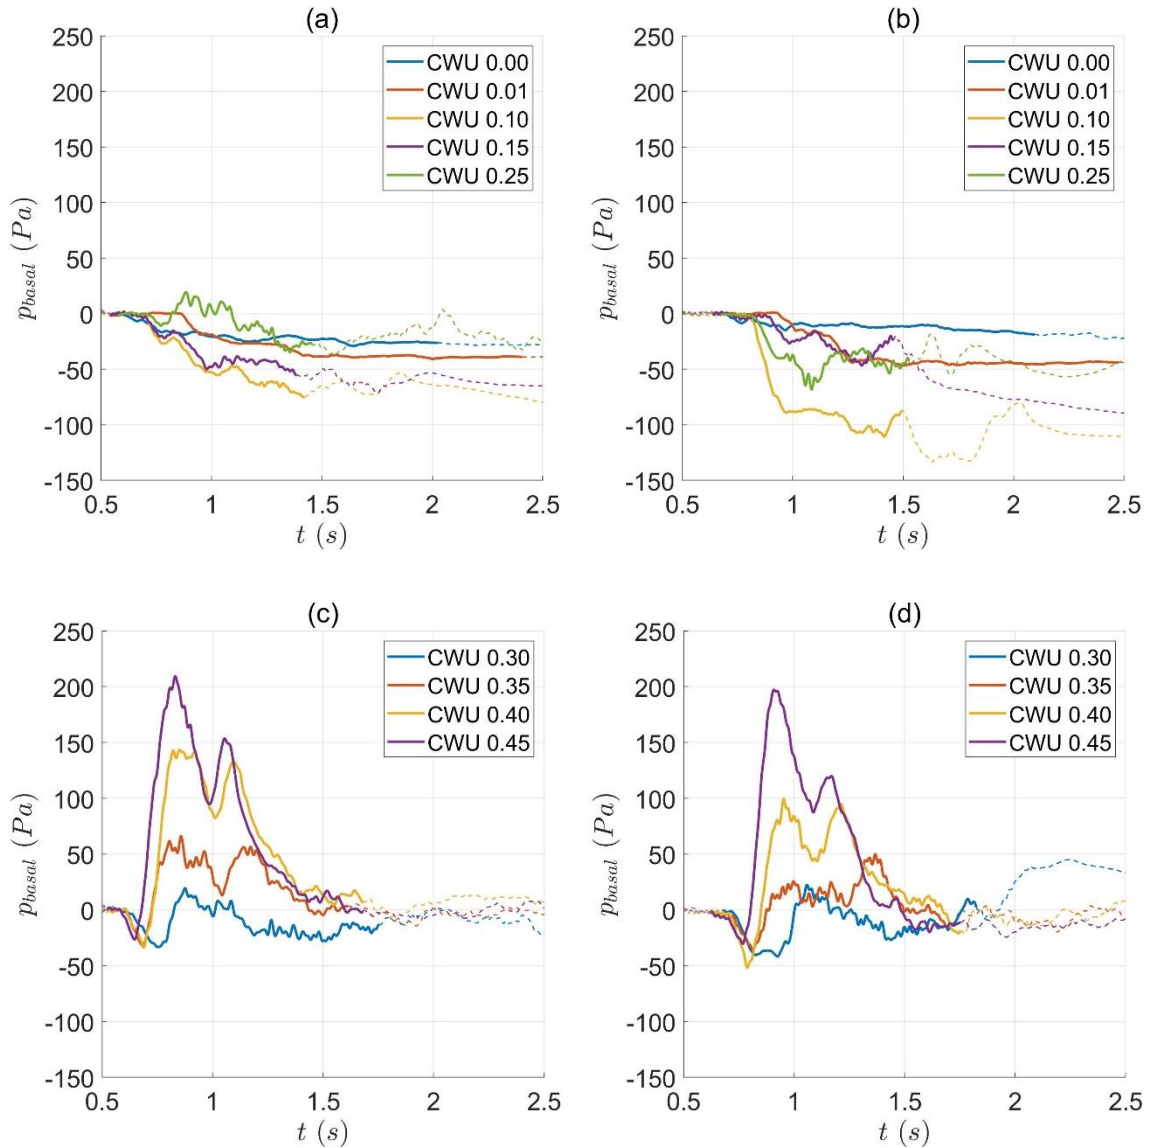 (a)
250
200
150
100
50
0
-50
-100
-150
0.5 1 1.5 2 2.5
p_basal (Pa)
t (s)
CWU 0.00
CWU 0.01
CWU 0.10
CWU 0.15
CWU 0.25
(b)
250
200
150
100
50
0
-50
-100
-150
0.5 1 1.5 2 2.5
p_basal (Pa)
t (s)
CWU 0.00
CWU 0.01
CWU 0.10
CWU 0.15
CWU 0.25
(c)
250
200
150
100
50
0
-50
-100
-150
0.5 1 1.5 2 2.5
p_basal (Pa)
t (s)
CWU 0.30
CWU 0.35
CWU 0.40
CWU 0.45
(d)
250
200
150
100
50
0
-50
-100
-150
0.5 1 1.5 2 2.5
p_basal (Pa)
t (s)
CWU 0.30
CWU 0.35
CWU 0.40
CWU 0.45